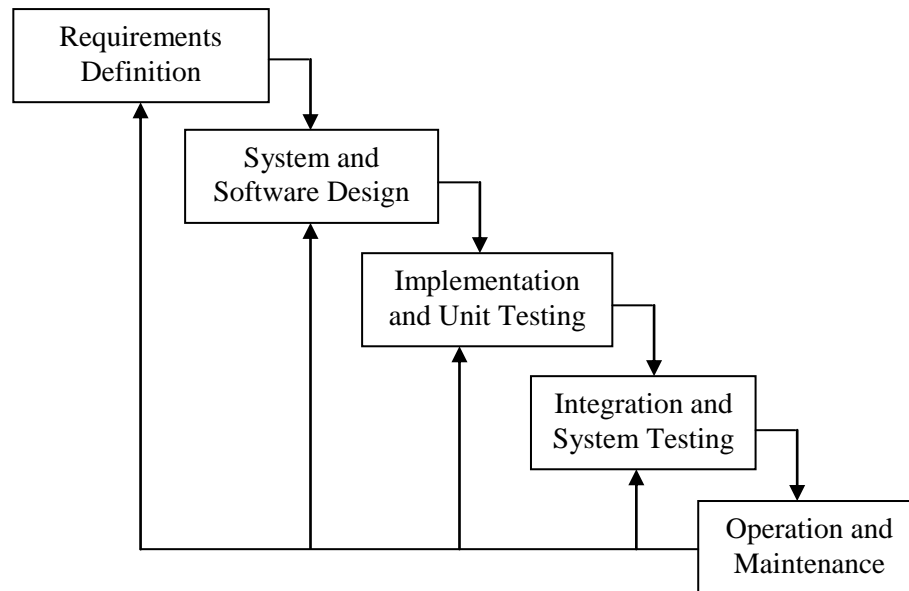 Requirements
Definition
System and
Software Design
Implementation
and Unit Testing
Integration and
System Testing
Operation and
Maintenance